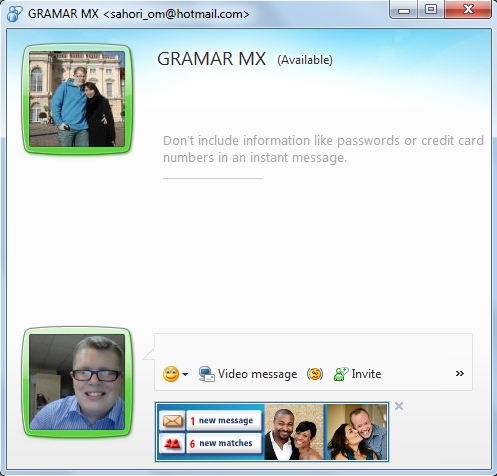 GRAMAR MX <sahori_om@hotmail.com>
GRAMAR MX (Available)
Don't include information like passwords or credit card
numbers in an instant message.
Video message Invite »
1 new message
6 new matches